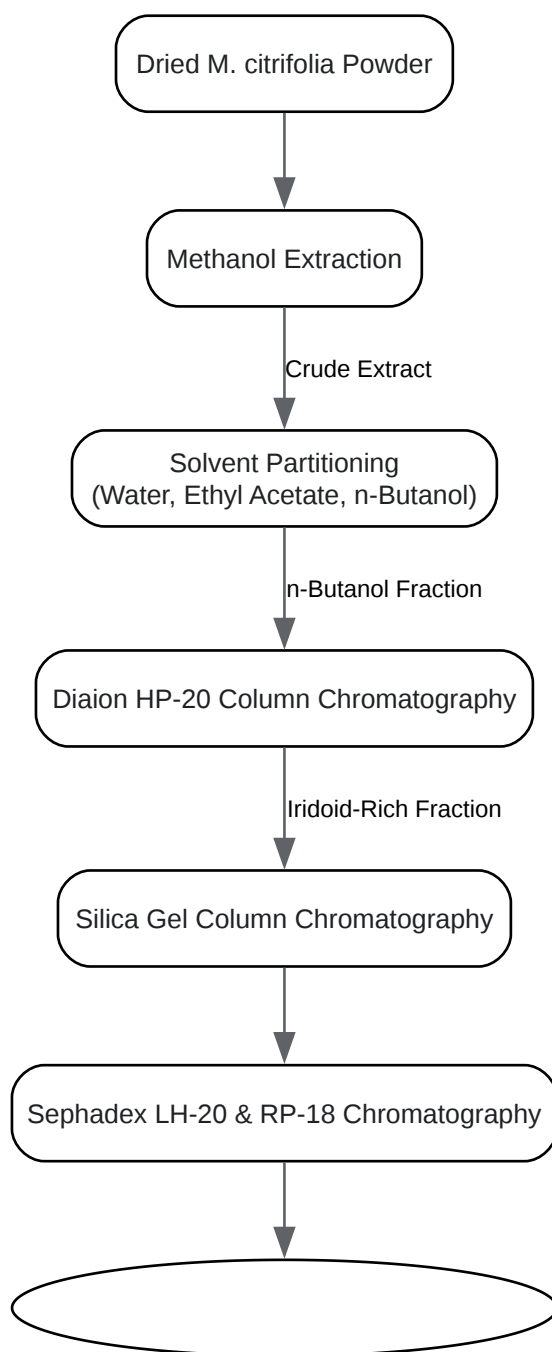 Dried M. citrifolia Powder
Methanol Extraction
Crude Extract
Solvent Partitioning
(Water, Ethyl Acetate, n-Butanol)
n-Butanol Fraction
Diaion HP-20 Column Chromatography
Iridoid-Rich Fraction
Silica Gel Column Chromatography
Sephadex LH-20 & RP-18 Chromatography